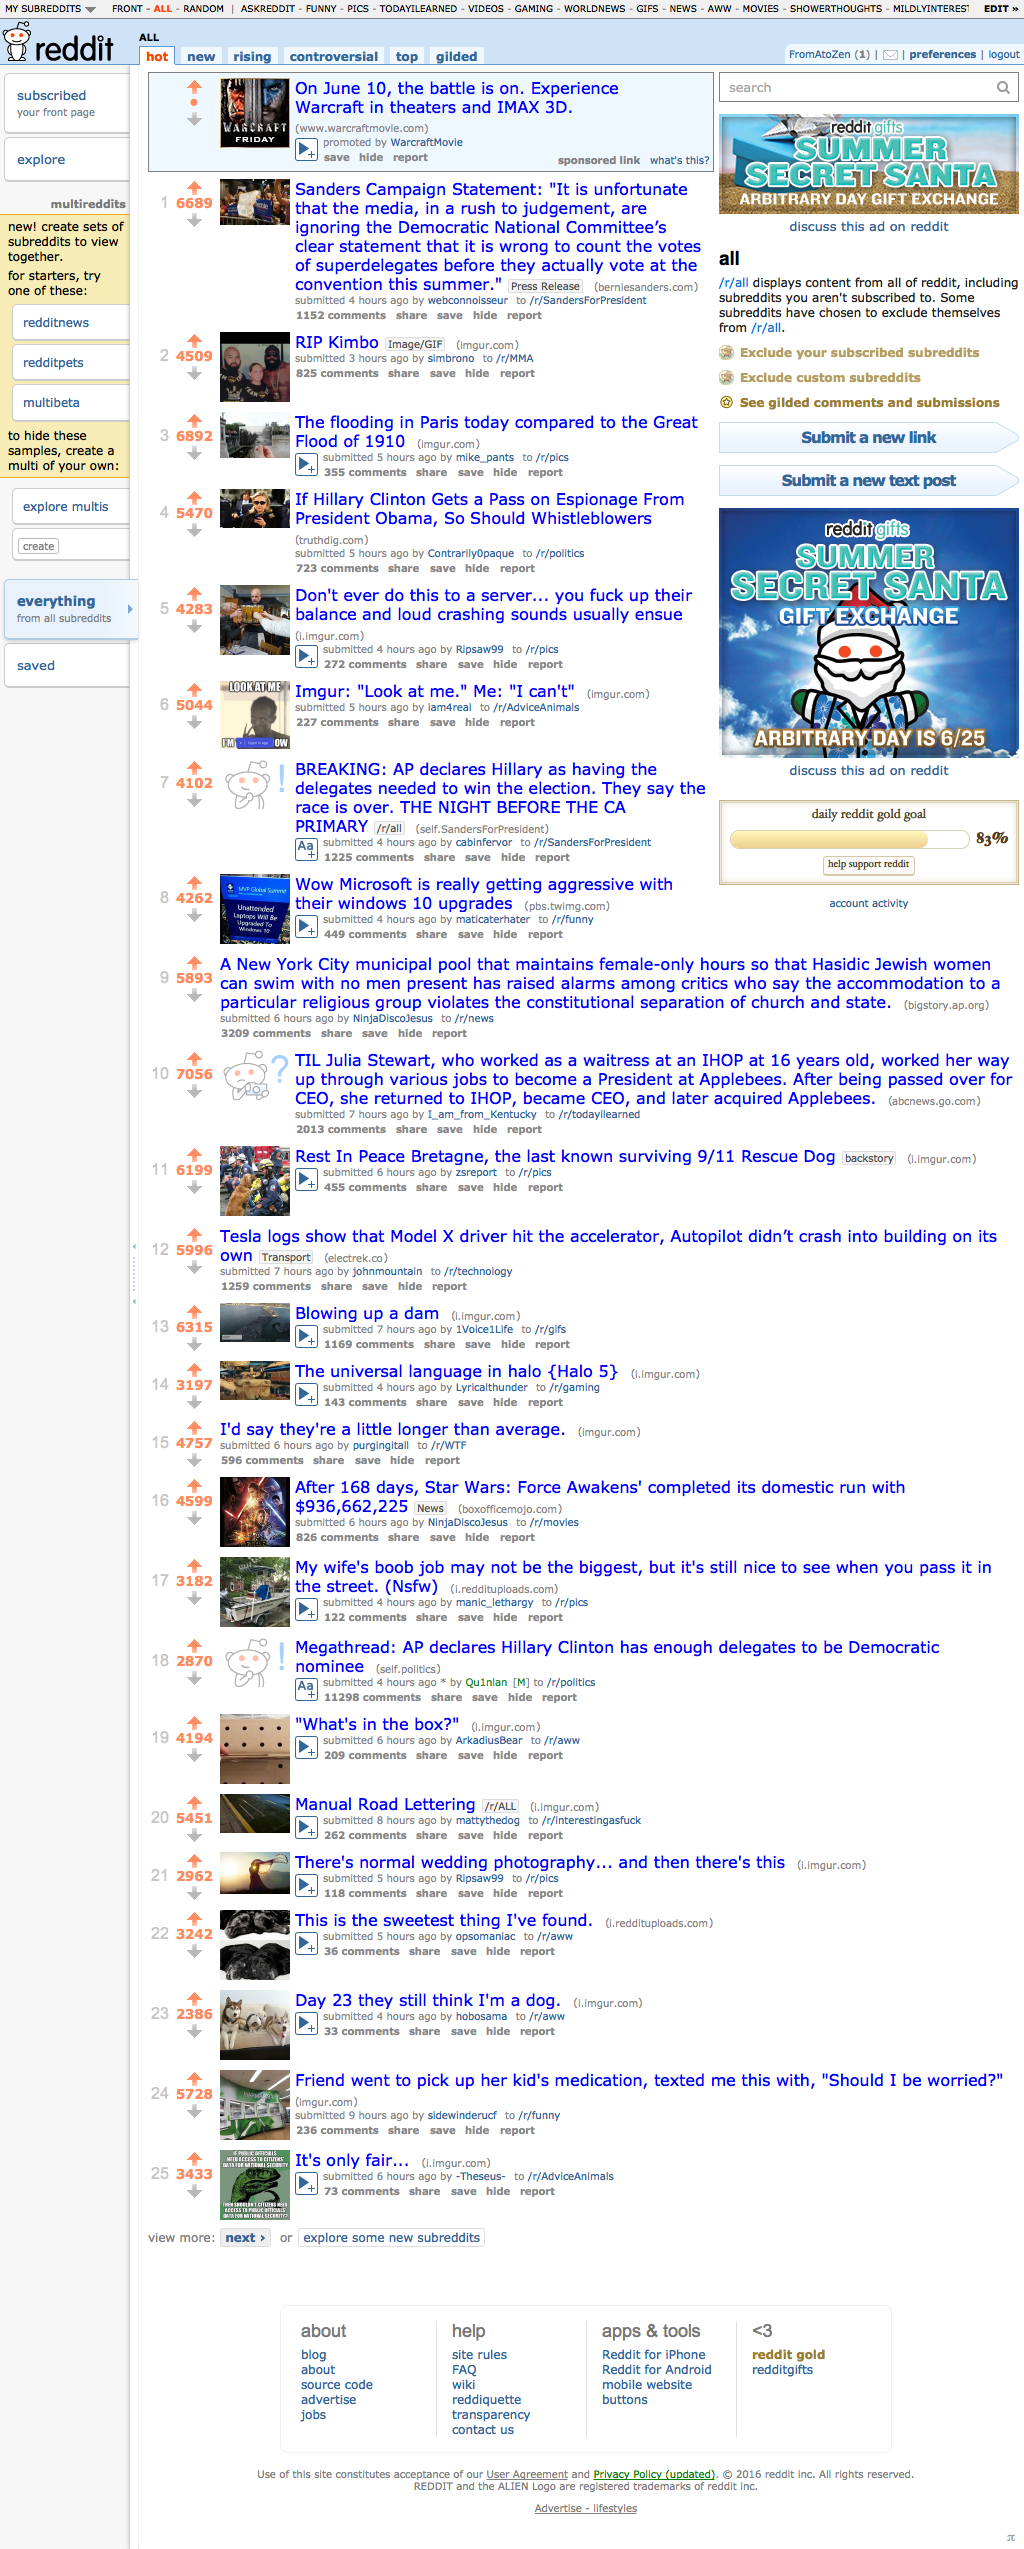 MY SUBREDDITS FRONT - ALL - RANDOM | ASKREDDIT - FUNNY - PICS - TODAYILEARNED - VIDEOS - GAMING - WORLDNEWS - GIFS - NEWS - AWW - MOVIES - SHOWERTHOUGHTS - MILDLYINTEREST EDIT »
reddit ALL
hot new rising controversial top gilded
FromAtoZen (1) | | preferences | logout
subscribed
your front page
explore
multireddits
new! create sets of
subreddits to view
together.
for starters, try
one of these:
redditnews
redditpets
multibeta
to hide these
samples, create a
multi of your own:
explore multis
create
everything
from all subreddits
saved
WARCRAFT
FRIDAY
On June 10, the battle is on. Experience
Warcraft in theaters and IMAX 3D.
(www.warcraftmovie.com)
promoted by WarcraftMovie
save hide report
sponsored link what's this?
1 6689
Sanders Campaign Statement: "It is unfortunate
that the media, in a rush to judgement, are
ignoring the Democratic National Committee’s
clear statement that it is wrong to count the votes
of superdelegates before they actually vote at the
convention this summer." Press Release (berniesanders.com)
submitted 4 hours ago by webconnoisseur to /r/SandersForPresident
1152 comments share save hide report
2 4509
RIP Kimbo Image/GIF (imgur.com)
submitted 3 hours ago by simbrono to /r/MMA
825 comments share save hide report
3 6892
The flooding in Paris today compared to the Great
Flood of 1910 (imgur.com)
submitted 5 hours ago by mike_pants to /r/pics
355 comments share save hide report
4 5470
If Hillary Clinton Gets a Pass on Espionage From
President Obama, So Should Whistleblowers
(truthdig.com)
submitted 5 hours ago by Contrarily0paque to /r/politics
723 comments share save hide report
5 4283
Don't ever do this to a server... you fuck up their
balance and loud crashing sounds usually ensue
(i.imgur.com)
submitted 4 hours ago by Ripsaw99 to /r/pics
272 comments share save hide report
6 5044
LOOK AT ME
I'M OW
Imgur: "Look at me." Me: "I can't" (imgur.com)
submitted 5 hours ago by iam4real to /r/AdviceAnimals
227 comments share save hide report
7 4102
BREAKING: AP declares Hillary as having the
delegates needed to win the election. They say the
race is over. THE NIGHT BEFORE THE CA
PRIMARY /r/all (self.SandersForPresident)
submitted 4 hours ago by cabinfervor to /r/SandersForPresident
1225 comments share save hide report
8 4262
MVP Global Summit
Unattended
Laptops Will Be
Upgraded To
Windows 10
Wow Microsoft is really getting aggressive with
their windows 10 upgrades (pbs.twimg.com)
submitted 4 hours ago by maticaterhater to /r/funny
449 comments share save hide report
9 5893
A New York City municipal pool that maintains female-only hours so that Hasidic Jewish women
can swim with no men present has raised alarms among critics who say the accommodation to a
particular religious group violates the constitutional separation of church and state. (bigstory.ap.org)
submitted 6 hours ago by NinjaDiscoJesus to /r/news
3209 comments share save hide report
10 7056
TIL Julia Stewart, who worked as a waitress at an IHOP at 16 years old, worked her way
up through various jobs to become a President at Applebees. After being passed over for
CEO, she returned to IHOP, became CEO, and later acquired Applebees. (abcnews.go.com)
submitted 7 hours ago by I_am_from_Kentucky to /r/todayilearned
2013 comments share save hide report
11 6199
Rest In Peace Bretagne, the last known surviving 9/11 Rescue Dog backstory (i.imgur.com)
submitted 6 hours ago by zsreport to /r/pics
455 comments share save hide report
12 5996
Tesla logs show that Model X driver hit the accelerator, Autopilot didn’t crash into building on its
own Transport (electrek.co)
submitted 7 hours ago by johnmountain to /r/technology
1259 comments share save hide report
13 6315
Blowing up a dam (i.imgur.com)
submitted 7 hours ago by 1Voice1Life to /r/gifs
1169 comments share save hide report
14 3197
The universal language in halo {Halo 5} (i.imgur.com)
submitted 4 hours ago by Lyricalthunder to /r/gaming
143 comments share save hide report
15 4757
I'd say they're a little longer than average. (imgur.com)
submitted 6 hours ago by purgingitall to /r/WTF
596 comments share save hide report
16 4599
After 168 days, Star Wars: Force Awakens' completed its domestic run with
$936,662,225 News (boxofficemojo.com)
submitted 6 hours ago by NinjaDiscoJesus to /r/movies
826 comments share save hide report
17 3182
My wife's boob job may not be the biggest, but it's still nice to see when you pass it in
the street. (Nsfw) (i.reddituploads.com)
submitted 4 hours ago by manic_lethargy to /r/pics
122 comments share save hide report
18 2870
Megathread: AP declares Hillary Clinton has enough delegates to be Democratic
nominee (self.politics)
submitted 4 hours ago * by Qu1nlan [M] to /r/politics
11298 comments share save hide report
19 4194
"What's in the box?" (i.imgur.com)
submitted 6 hours ago by ArkadiusBear to /r/aww
209 comments share save hide report
20 5451
Manual Road Lettering /r/ALL (i.imgur.com)
submitted 8 hours ago by mattythedog to /r/interestingasfuck
262 comments share save hide report
21 2962
There's normal wedding photography... and then there's this (i.imgur.com)
submitted 5 hours ago by Ripsaw99 to /r/pics
118 comments share save hide report
22 3242
This is the sweetest thing I've found. (i.reddituploads.com)
submitted 5 hours ago by opsomaniac to /r/aww
36 comments share save hide report
23 2386
Day 23 they still think I'm a dog. (i.imgur.com)
submitted 4 hours ago by hobosama to /r/aww
33 comments share save hide report
24 5728
Friend went to pick up her kid's medication, texted me this with, "Should I be worried?"
(imgur.com)
submitted 9 hours ago by sidewinderucf to /r/funny
236 comments share save hide report
25 3433
IF PUBLIC OFFICIALS
NEED ACCESS TO CITIZENS'
DATA FOR NATIONAL SECURITY
THEN SHOULDN'T CITIZENS NEED
ACCESS TO PUBLIC OFFICIALS'
DATA FOR NATIONAL SECURITY?
It's only fair... (i.imgur.com)
submitted 6 hours ago by -Theseus- to /r/AdviceAnimals
73 comments share save hide report
view more: next › or explore some new subreddits
search
redditgifts
SUMMER
SECRET SANTA
ARBITRARY DAY GIFT EXCHANGE
discuss this ad on reddit
all
/r/all displays content from all of reddit, including
subreddits you aren't subscribed to. Some
subreddits have chosen to exclude themselves
from /r/all.
Exclude your subscribed subreddits
Exclude custom subreddits
See gilded comments and submissions
Submit a new link
Submit a new text post
redditgifts
SUMMER
SECRET SANTA
GIFT EXCHANGE
ARBITRARY DAY IS 6/25
discuss this ad on reddit
daily reddit gold goal
83%
help support reddit
account activity
about
blog
about
source code
advertise
jobs
help
site rules
FAQ
wiki
reddiquette
transparency
contact us
apps & tools
Reddit for iPhone
Reddit for Android
mobile website
buttons
<3
reddit gold
redditgifts
Use of this site constitutes acceptance of our User Agreement and Privacy Policy (updated). © 2016 reddit inc. All rights reserved.
REDDIT and the ALIEN Logo are registered trademarks of reddit inc.
Advertise - lifestyles
π